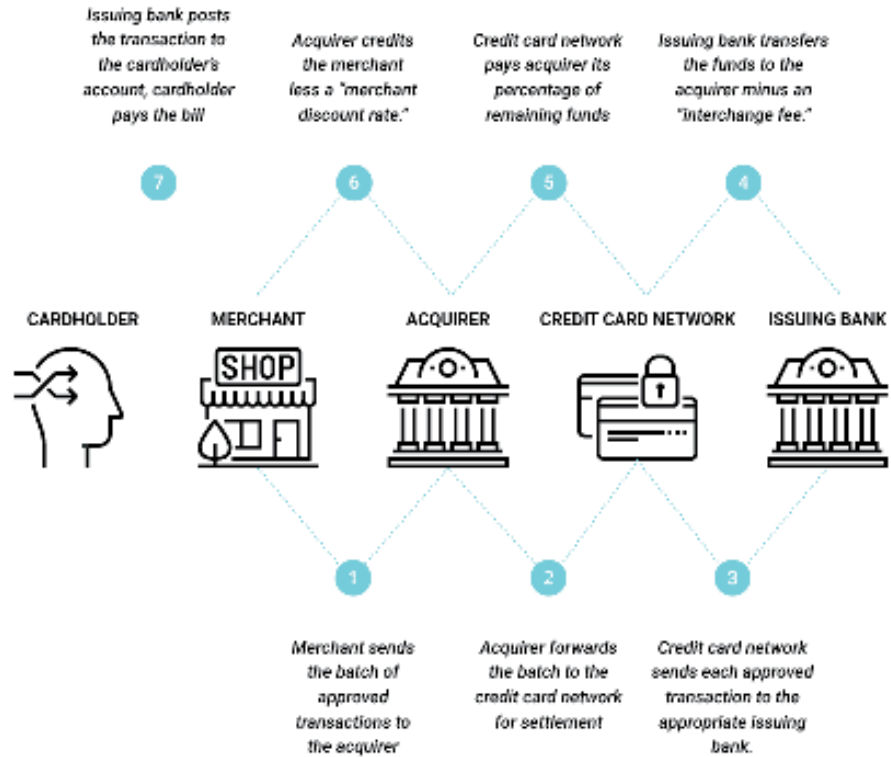 Issuing bank posts
the transaction to
the cardholder's
account, cardholder
pays the bill
Acquirer credits
the merchant
less a "merchant
discount rate."
Credit card network
pays acquirer its
percentage of
remaining funds
Issuing bank transfers
the funds to the
acquirer minus an
"interchange fee."
7
6
5
4
CARDHOLDER
MERCHANT
ACQUIRER
CREDIT CARD NETWORK
ISSUING BANK
SHOP
1
2
3
Merchant sends
the batch of
approved
transactions to
the acquirer
Acquirer forwards
the batch to the
credit card network
for settlement
Credit card network
sends each approved
transaction to the
appropriate issuing
bank.